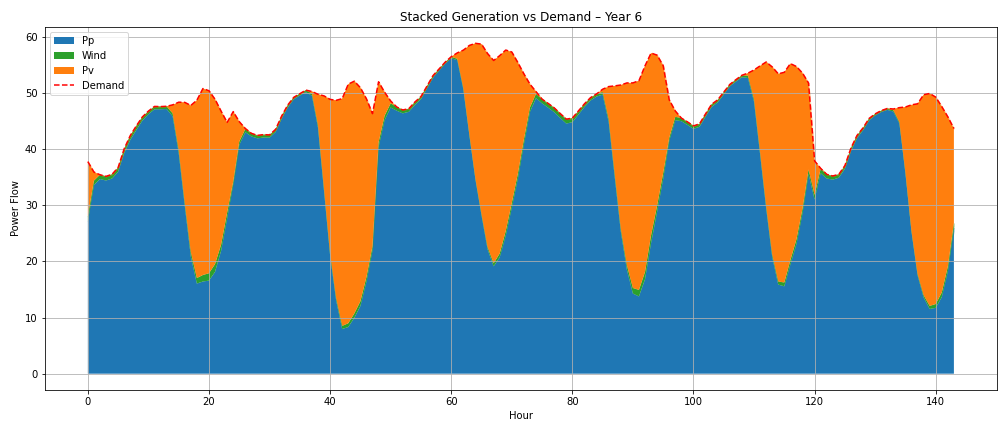 Stacked Generation vs Demand – Year 6
Pp
Wind
Pv
Demand
Power Flow
60
50
40
30
20
10
0
0 20 40 60 80 100 120 140
Hour